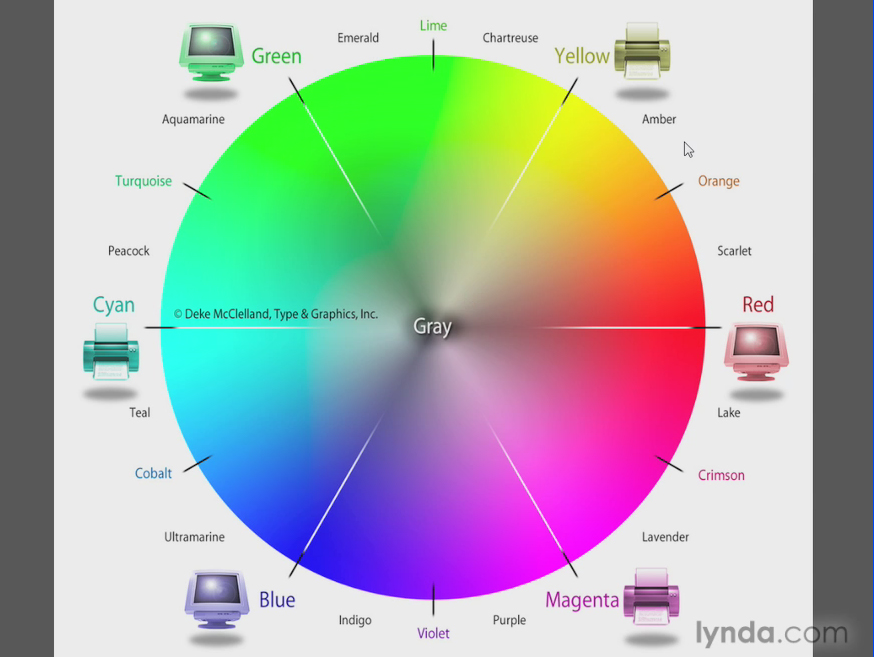 Lime
Emerald
Chartreuse
Green
Yellow
Aquamarine
Amber
Turquoise
Orange
Peacock
Scarlet
Cyan
Red
© Deke McClelland, Type & Graphics, Inc.
Gray
Teal
Lake
Cobalt
Crimson
Ultramarine
Lavender
Blue
Magenta
Indigo
Purple
Violet
lynda.com